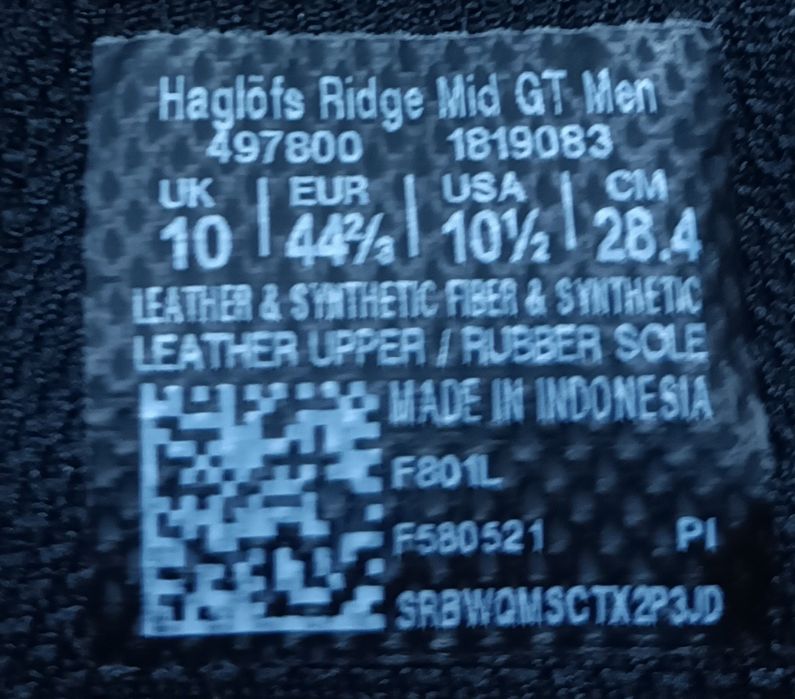 Haglöfs Ridge Mid GT Men
497800 1819083
UK | EUR | USA | CM
10 | 44⅔ | 10½ | 28.4
LEATHER & SYNTHETIC FIBER & SYNTHETIC
LEATHER UPPER / RUBBER SOLE
MADE IN INDONESIA
F801L
F580521 PI
SRBWQMSCTX2P3JD